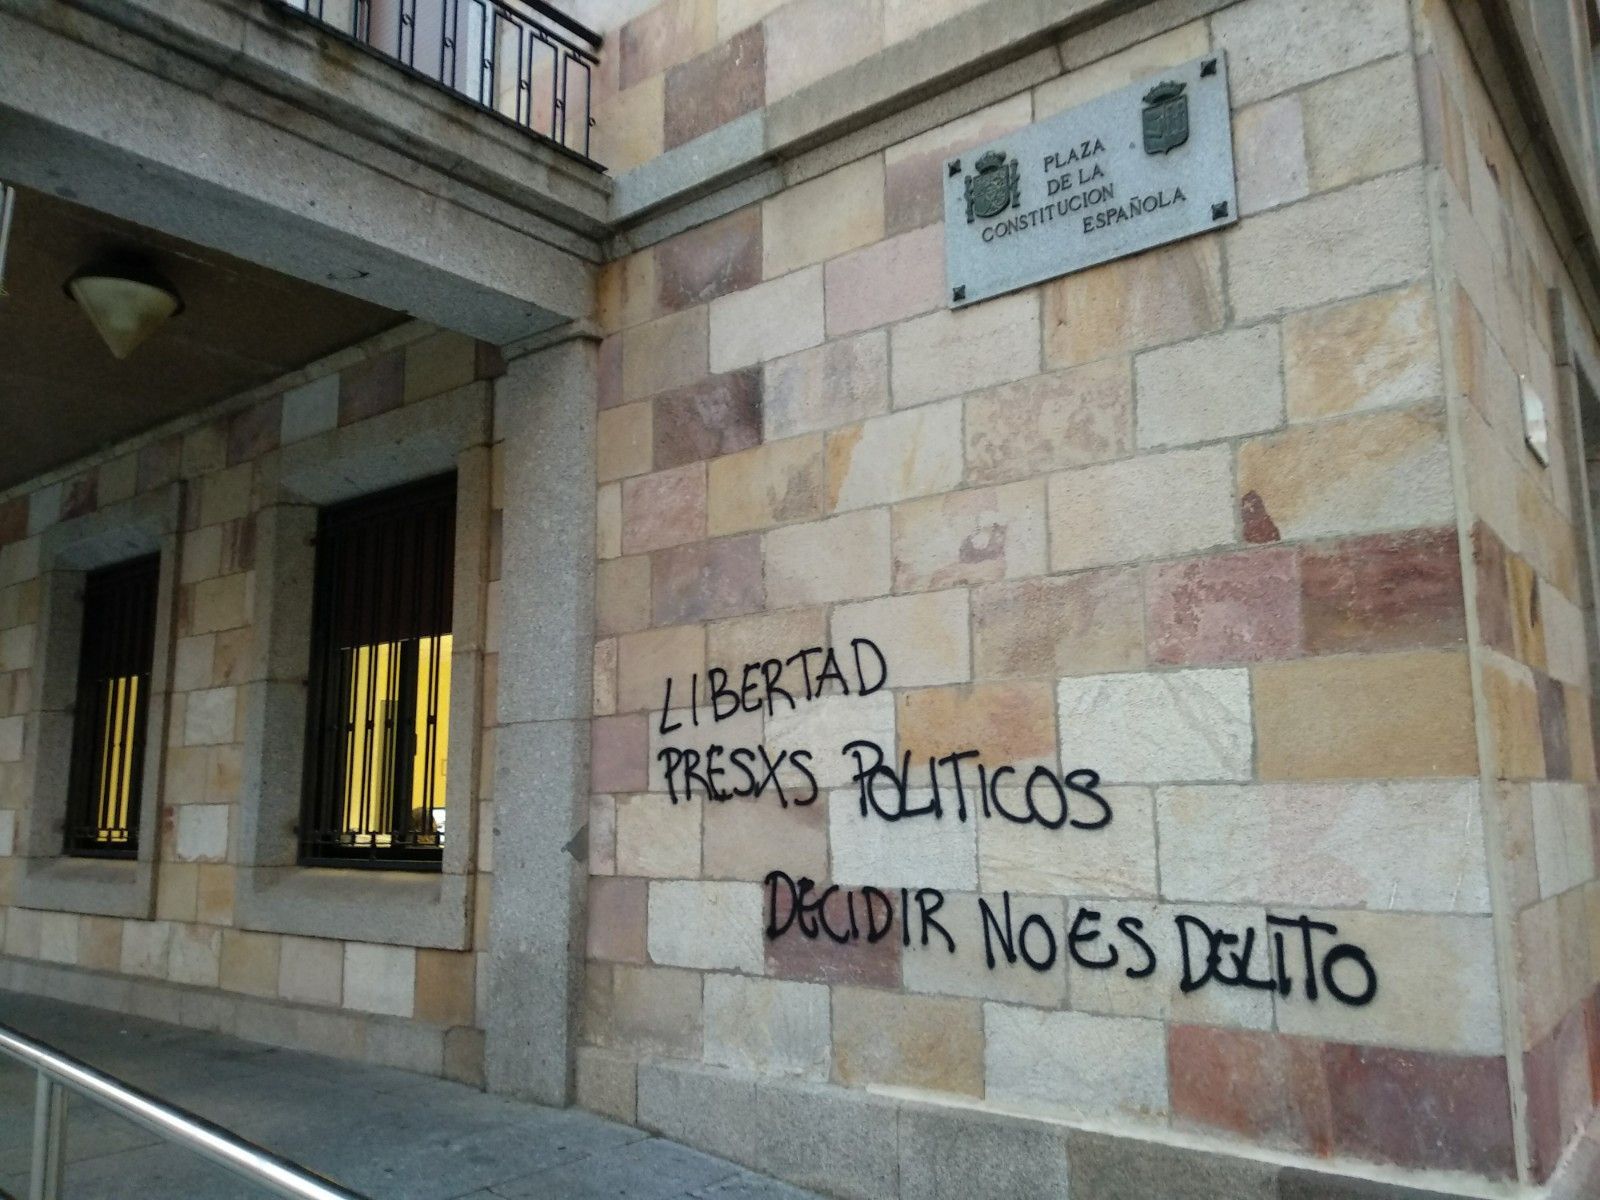 PLAZA
DE LA
CONSTITUCION
ESPAÑOLA
LIBERTAD
PRESXS POLITICOS
DECIDIR NO ES DELITO